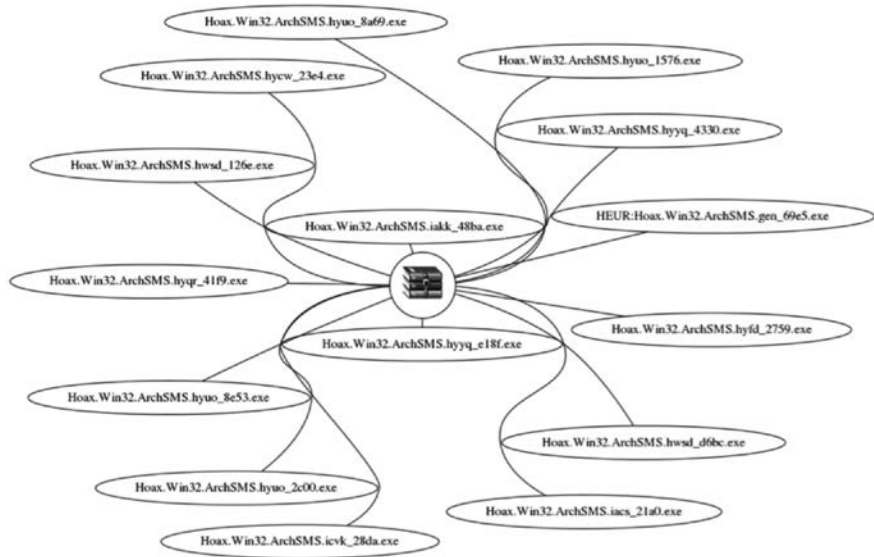 Hoax.Win32.ArchSMS.hyuo_8a69.exe
Hoax.Win32.ArchSMS.hyuo_1576.exe
Hoax.Win32.ArchSMS.hycw_23e4.exe
Hoax.Win32.ArchSMS.hyyq_4330.exe
Hoax.Win32.ArchSMS.hwsd_126e.exe
HEUR:Hoax.Win32.ArchSMS.gen_69e5.exe
Hoax.Win32.ArchSMS.iakk_48ba.exe
Hoax.Win32.ArchSMS.hyqr_41f9.exe
Hoax.Win32.ArchSMS.hyfd_2759.exe
Hoax.Win32.ArchSMS.hyyq_e18f.exe
Hoax.Win32.ArchSMS.hyuo_8e53.exe
Hoax.Win32.ArchSMS.hwsd_d6bc.exe
Hoax.Win32.ArchSMS.hyuo_2c00.exe
Hoax.Win32.ArchSMS.iacs_21a0.exe
Hoax.Win32.ArchSMS.icvk_28da.exe